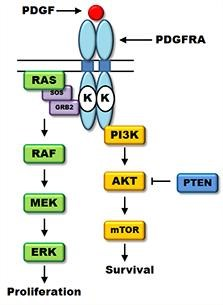 PDGF
PDGFRA
RAS
SOS
GRB2
K K
PI3K
RAF
AKT
PTEN
MEK
mTOR
ERK
Survival
Proliferation